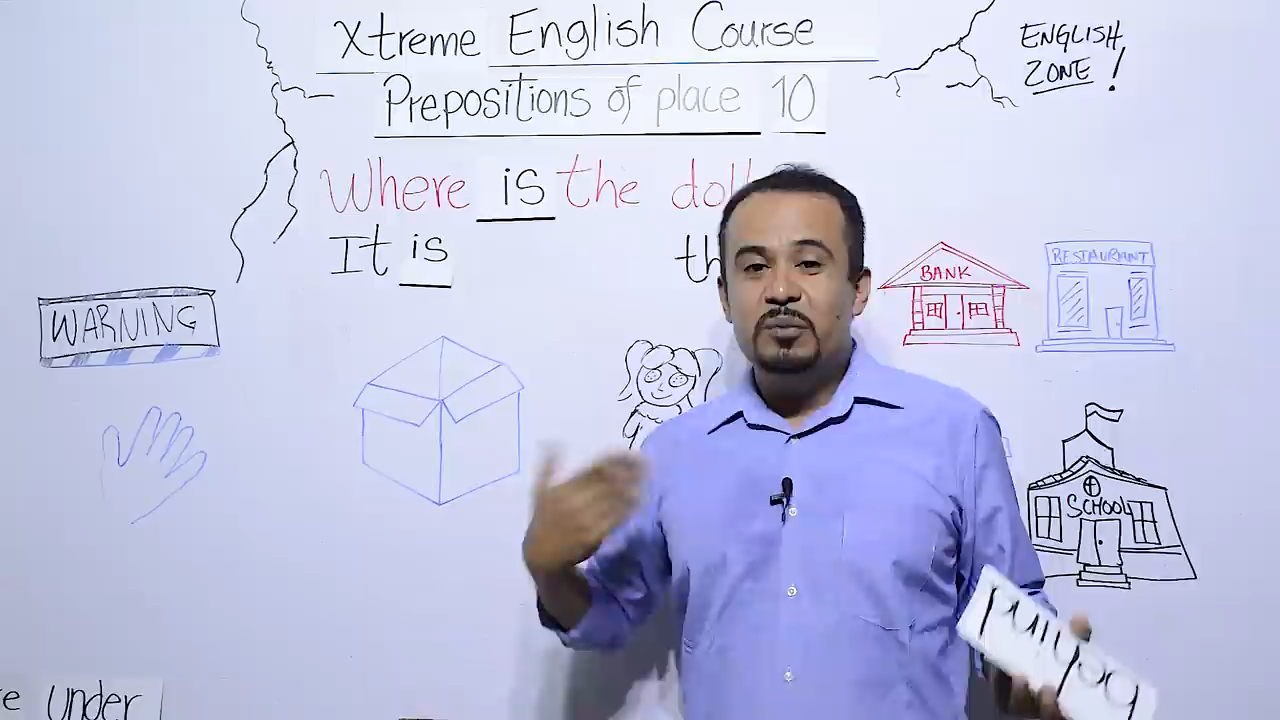 Xtreme English Course
ENGLISH
ZONE!
Prepositions of place 10
Where is the doll
It is
BANK
RESTAURANT
WARNING
SCHOOL
behind
under